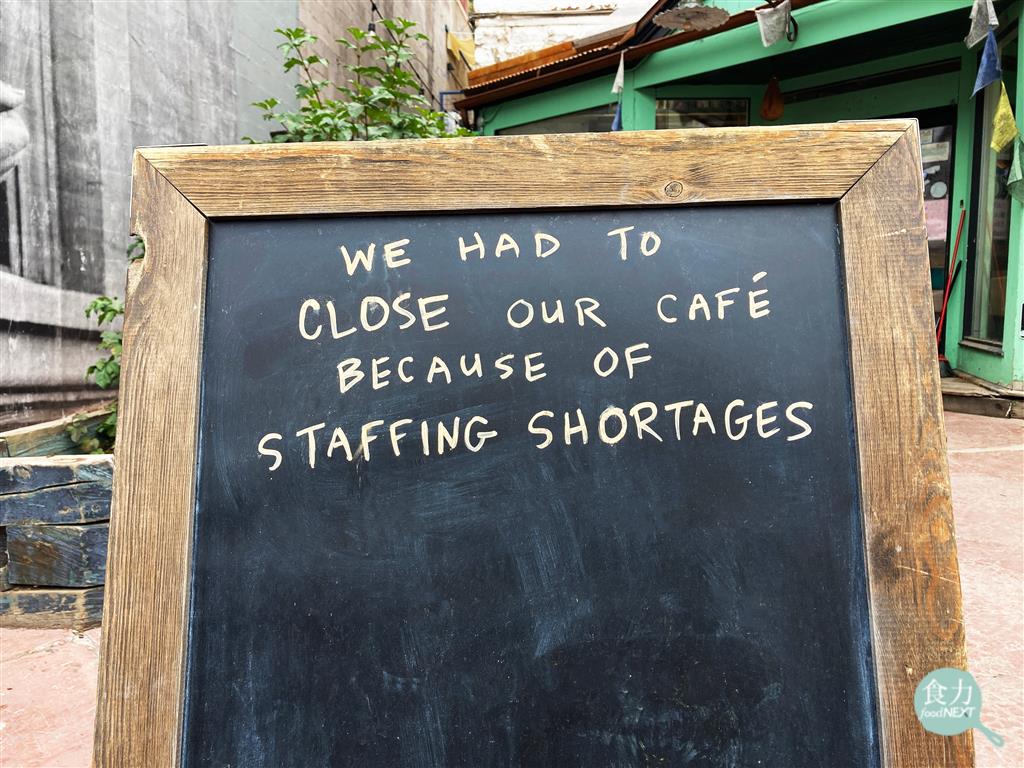 WE HAD TO
CLOSE OUR CAFÉ
BECAUSE OF
STAFFING SHORTAGES
食力
foodNEXT